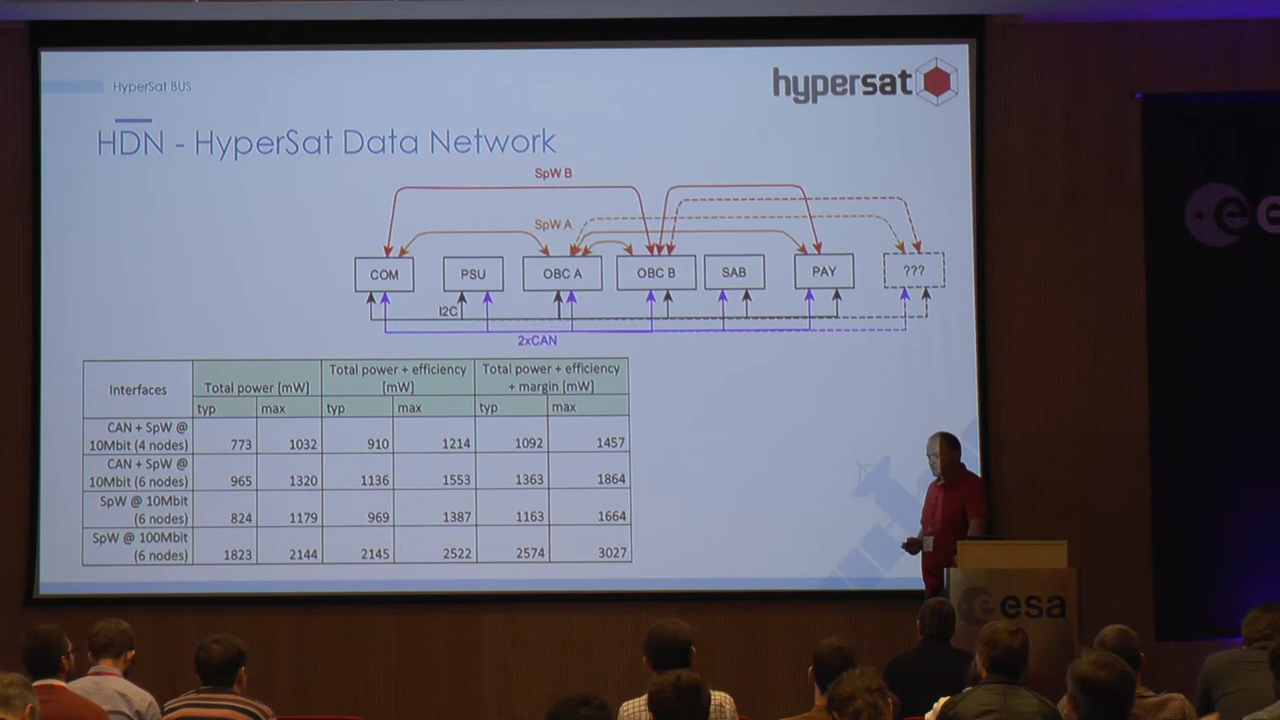 HyperSat BUS
hypersat
HDN - HyperSat Data Network
SpW B
SpW A
COM PSU OBC A OBC B SAB PAY ???
I2C
2xCAN
Interfaces Total power [mW] Total power + efficiency [mW] Total power + efficiency + margin [mW]
typ max typ max typ max
CAN + SpW @ 10Mbit (4 nodes) 773 1032 910 1214 1092 1457
CAN + SpW @ 10Mbit (6 nodes) 965 1320 1136 1553 1363 1864
SpW @ 10Mbit (6 nodes) 824 1179 969 1387 1163 1664
SpW @ 100Mbit (6 nodes) 1823 2144 2145 2522 2574 3027
esa